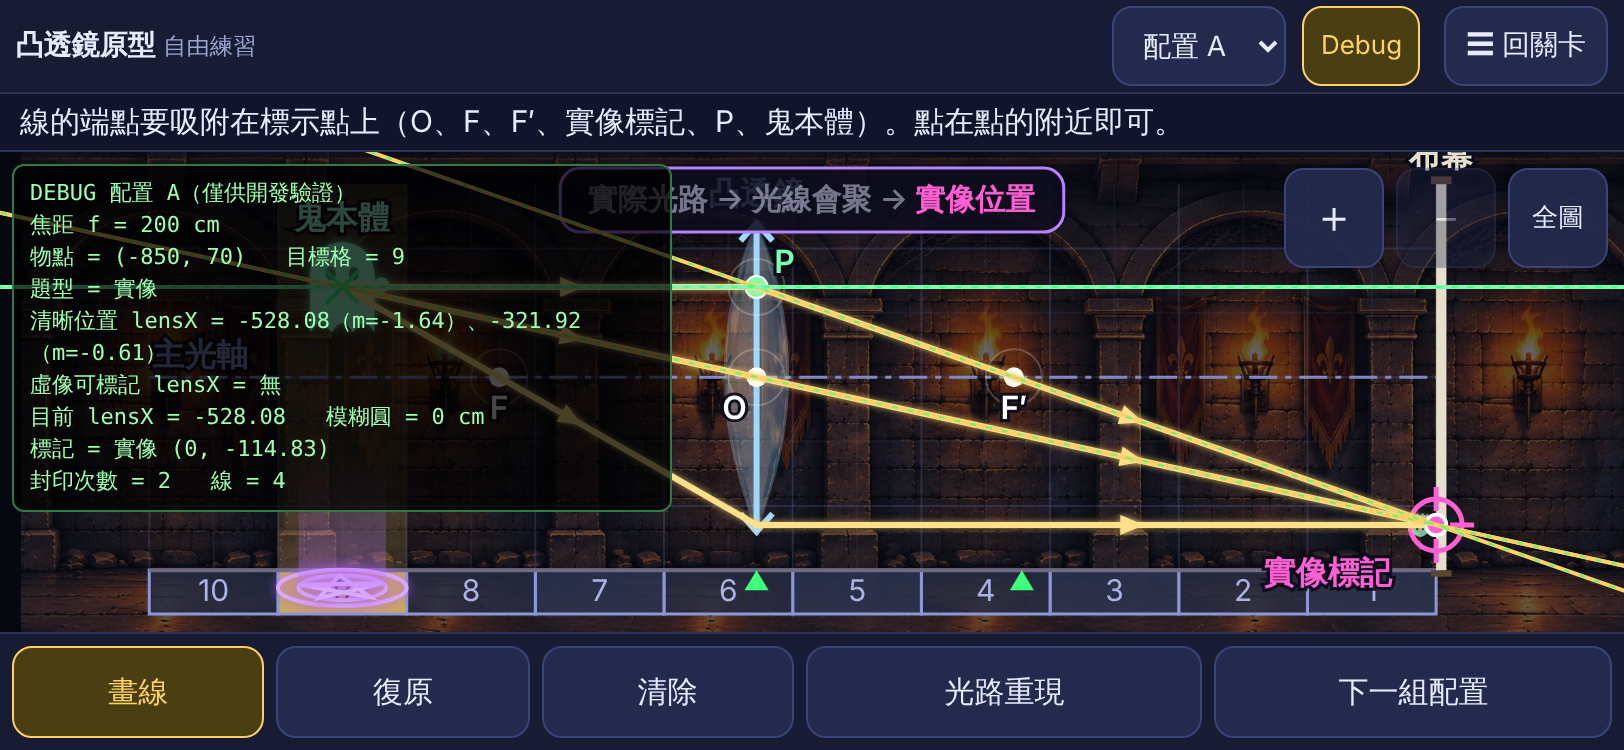 凸透鏡原型 自由練習
配置 A
Debug
☰ 回關卡
線的端點要吸附在標示點上（O、F、F′、實像標記、P、鬼本體）。點在點的附近即可。
布幕
DEBUG 配置 A（僅供開發驗證）
焦距 f = 200 cm
物點 = (-850, 70) 目標格 = 9
題型 = 實像
清晰位置 lensX = -528.08（m=-1.64）、-321.92
（m=-0.61）
虛像可標記 lensX = 無
目前 lensX = -528.08 模糊圓 = 0 cm
標記 = 實像 (0, -114.83)
封印次數 = 2 線 = 4
鬼本體
凸透鏡
實際光路 → 光線會聚 → 實像位置
+
−
全圖
P
主光軸
F
O
F′
實像標記
10 8 7 6 5 4 3 2 1
畫線
復原
清除
光路重現
下一組配置